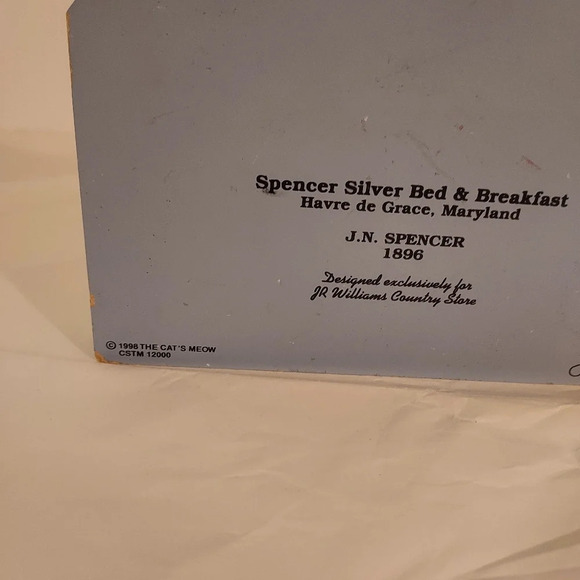 Spencer Silver Bed & Breakfast
Havre de Grace, Maryland
J.N. SPENCER
1896
Designed exclusively for
JR Williams Country Store
© 1998 THE CAT'S MEOW
CSTM 12000